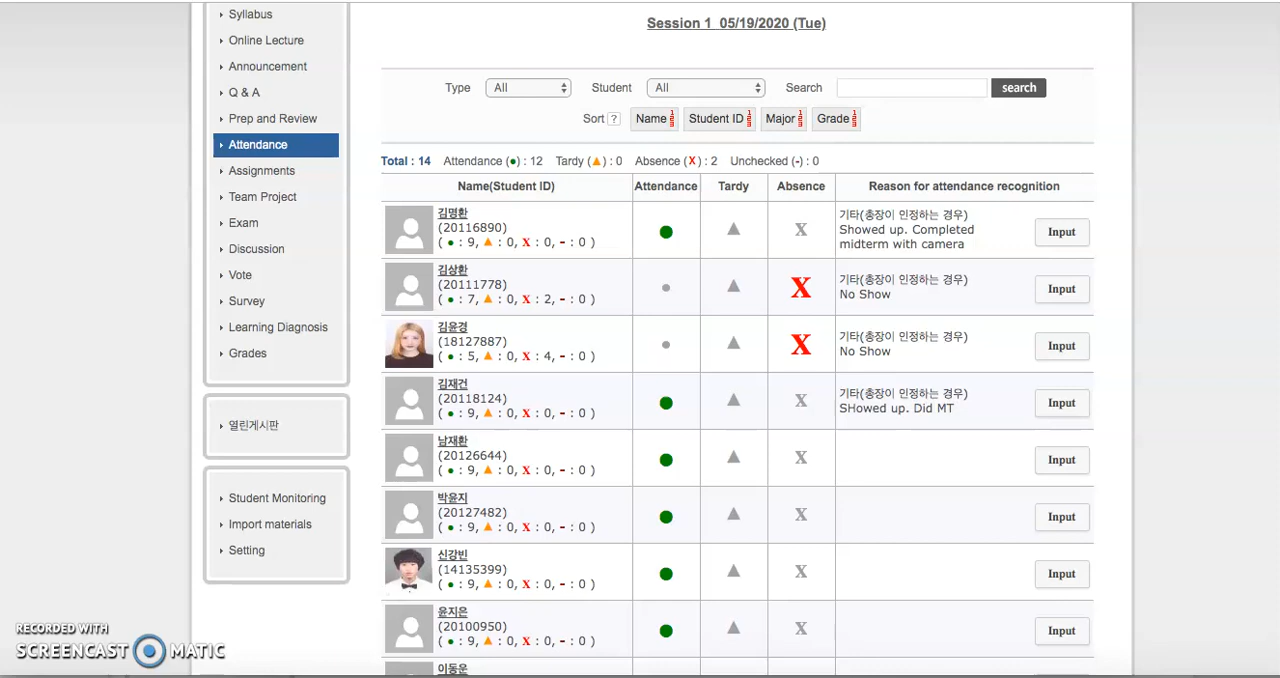 Syllabus
Online Lecture
Announcement
Q & A
Prep and Review
Attendance
Assignments
Team Project
Exam
Discussion
Vote
Survey
Learning Diagnosis
Grades
열린게시판
Student Monitoring
Import materials
Setting
Session 1 05/19/2020 (Tue)
Type All Student All Search search
Sort ? Name Student ID Major Grade
Total : 14 Attendance (●) : 12 Tardy (▲) : 0 Absence (X) : 2 Unchecked (-) : 0
Name(Student ID) Attendance Tardy Absence Reason for attendance recognition
김명환
(20116890)
( ● : 9, ▲ : 0, X : 0, - : 0 )
● ▲ X
기타(총장이 인정하는 경우)
Showed up. Completed
midterm with camera
Input
김상환
(20111778)
( ● : 7, ▲ : 0, X : 2, - : 0 )
● ▲ X
기타(총장이 인정하는 경우)
No Show
Input
김윤경
(18127887)
( ● : 5, ▲ : 0, X : 4, - : 0 )
● ▲ X
기타(총장이 인정하는 경우)
No Show
Input
김재건
(20118124)
( ● : 9, ▲ : 0, X : 0, - : 0 )
● ▲ X
기타(총장이 인정하는 경우)
SHowed up. Did MT
Input
남재환
(20126644)
( ● : 9, ▲ : 0, X : 0, - : 0 )
● ▲ X
Input
박윤지
(20127482)
( ● : 9, ▲ : 0, X : 0, - : 0 )
● ▲ X
Input
신강빈
(14135399)
( ● : 9, ▲ : 0, X : 0, - : 0 )
● ▲ X
Input
윤지은
(20100950)
( ● : 9, ▲ : 0, X : 0, - : 0 )
● ▲ X
Input
이동운
RECORDED WITH
SCREENCAST MATIC